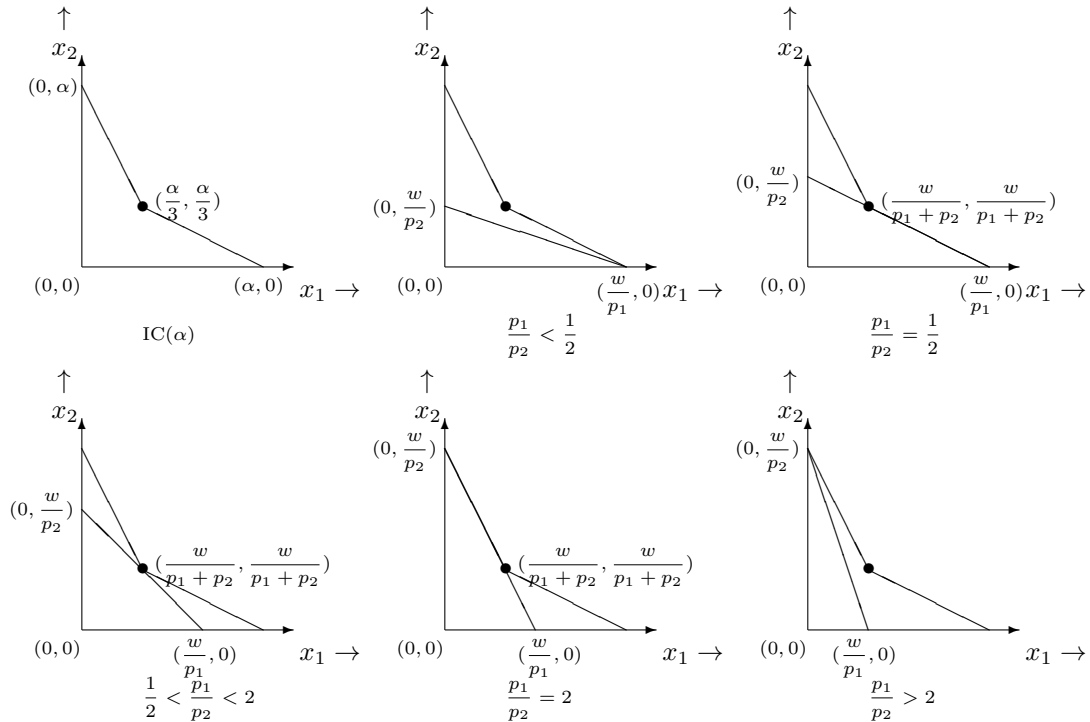 ↑
x₂
(0, α)
(α/3, α/3)
(0, 0)
(α, 0)
x₁ →
IC(α)
↑
x₂
(0, w/p₂)
(0, 0)
(w/p₁, 0)
x₁ →
p₁/p₂ < 1/2
↑
x₂
(0, w/p₂)
(w/(p₁ + p₂), w/(p₁ + p₂))
(0, 0)
(w/p₁, 0)
x₁ →
p₁/p₂ = 1/2
↑
x₂
(0, w/p₂)
(w/(p₁ + p₂), w/(p₁ + p₂))
(0, 0)
(w/p₁, 0)
x₁ →
1/2 < p₁/p₂ < 2
↑
x₂
(0, w/p₂)
(w/(p₁ + p₂), w/(p₁ + p₂))
(0, 0)
(w/p₁, 0)
x₁ →
p₁/p₂ = 2
↑
x₂
(0, w/p₂)
(0, 0)
(w/p₁, 0)
x₁ →
p₁/p₂ > 2